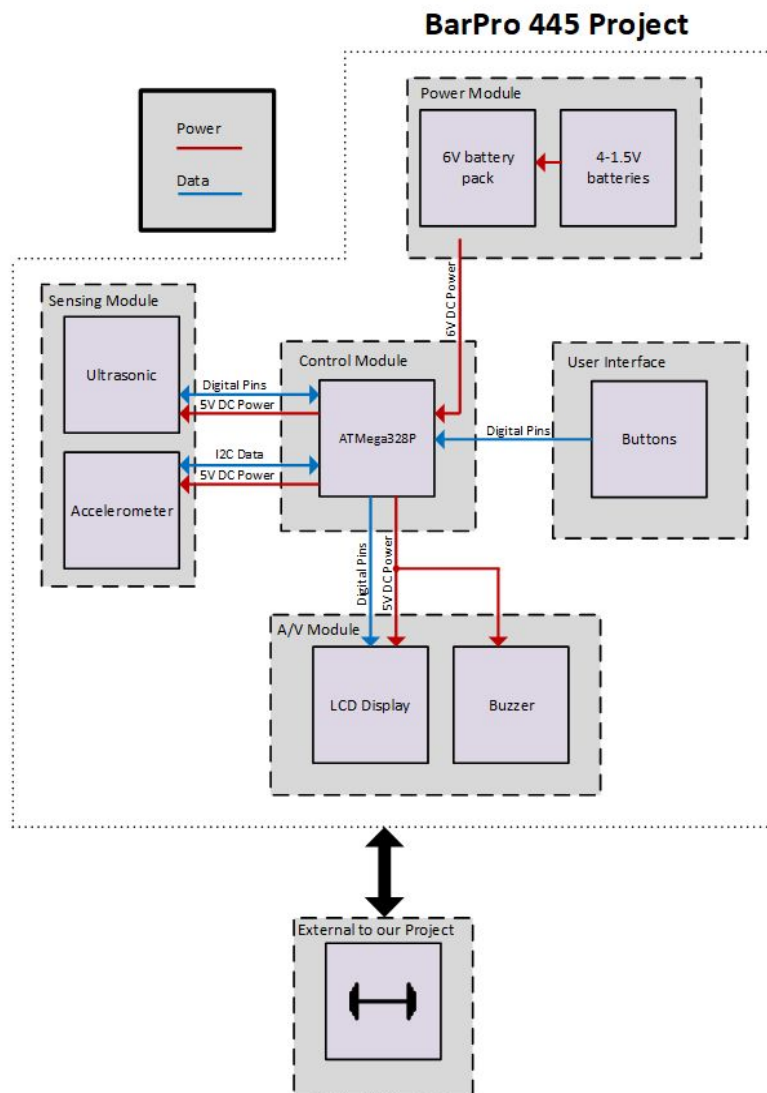 BarPro 445 Project
Power
Data
Power Module
6V battery
pack
4-1.5V
batteries
6V DC Power
Sensing Module
Ultrasonic
Accelerometer
Digital Pins
5V DC Power
I2C Data
5V DC Power
Control Module
ATMega328P
Digital Pins
User Interface
Buttons
Digital Pins
5V DC Power
A/V Module
LCD Display
Buzzer
External to our Project